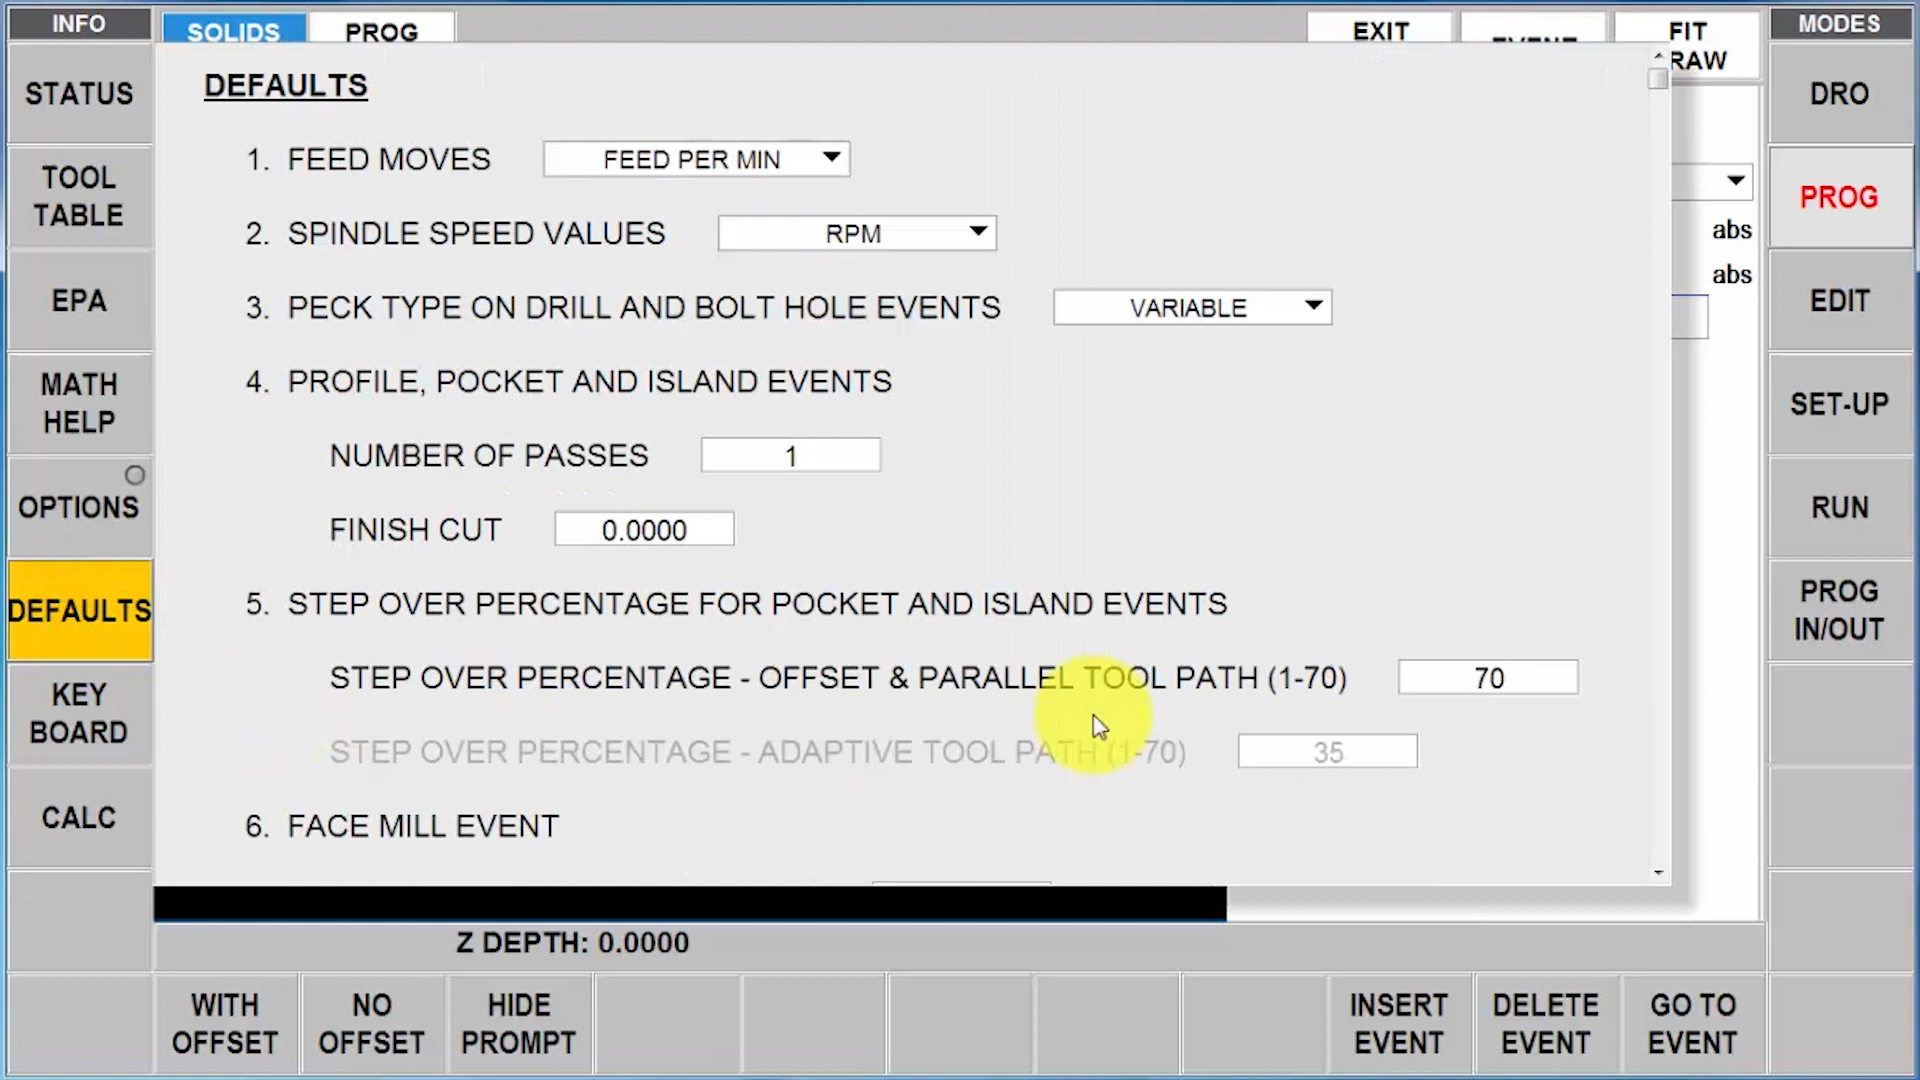 INFO
SOLIDS
PROG
EXIT
FIT
RAW
MODES
STATUS
TOOL
TABLE
EPA
MATH
HELP
OPTIONS
DEFAULTS
KEY
BOARD
CALC
DEFAULTS
1. FEED MOVES FEED PER MIN
2. SPINDLE SPEED VALUES RPM
3. PECK TYPE ON DRILL AND BOLT HOLE EVENTS VARIABLE
4. PROFILE, POCKET AND ISLAND EVENTS
NUMBER OF PASSES 1
FINISH CUT 0.0000
5. STEP OVER PERCENTAGE FOR POCKET AND ISLAND EVENTS
STEP OVER PERCENTAGE - OFFSET & PARALLEL TOOL PATH (1-70) 70
STEP OVER PERCENTAGE - ADAPTIVE TOOL PATH (1-70) 35
6. FACE MILL EVENT
abs
abs
DRO
PROG
EDIT
SET-UP
RUN
PROG
IN/OUT
Z DEPTH: 0.0000
WITH
OFFSET
NO
OFFSET
HIDE
PROMPT
INSERT
EVENT
DELETE
EVENT
GO TO
EVENT